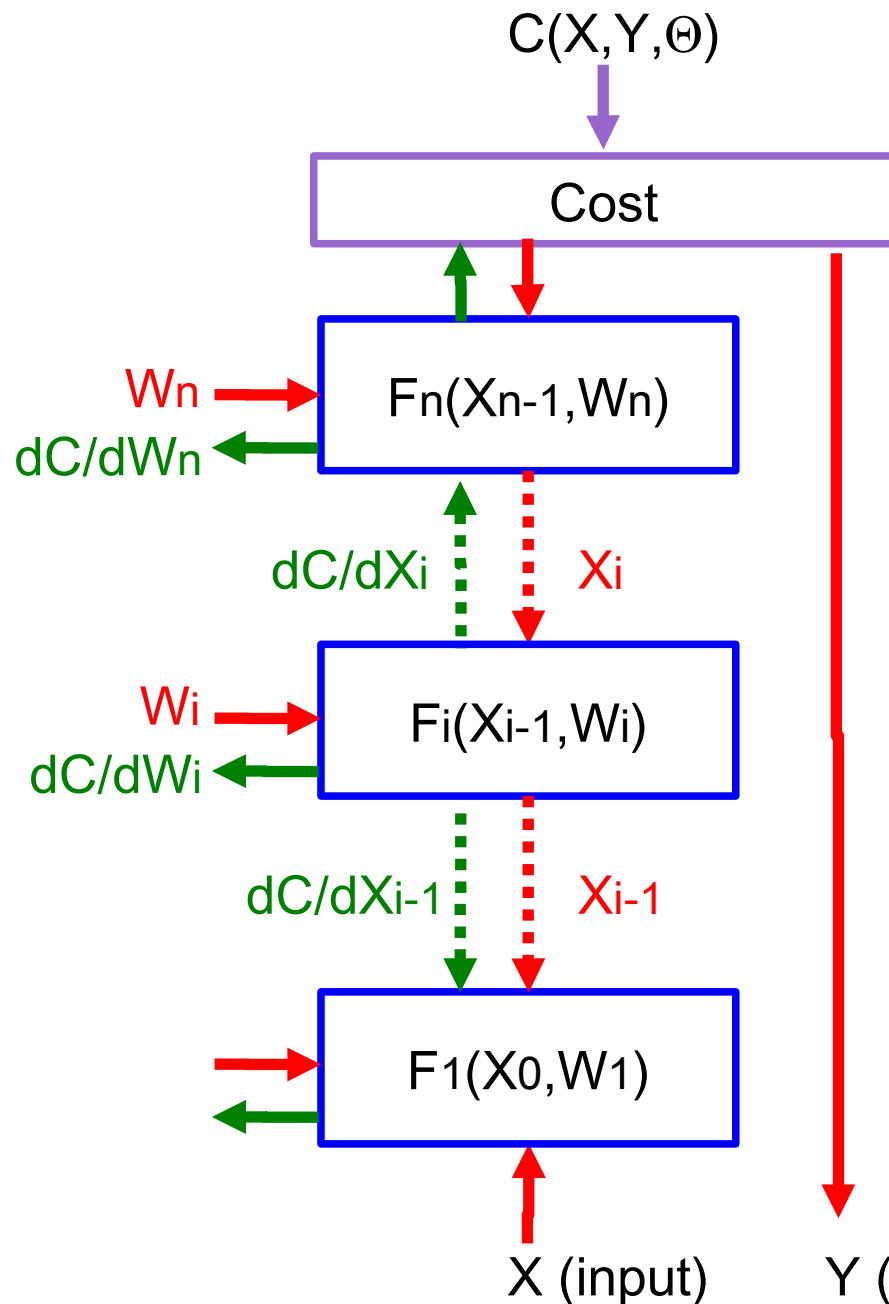 C(X,Y,Θ)
Cost
Wn
Fn(Xn-1,Wn)
dC/dWn
dC/dXi
Xi
Wi
Fi(Xi-1,Wi)
dC/dWi
dC/dXi-1
Xi-1
F1(X0,W1)
X (input)
Y (